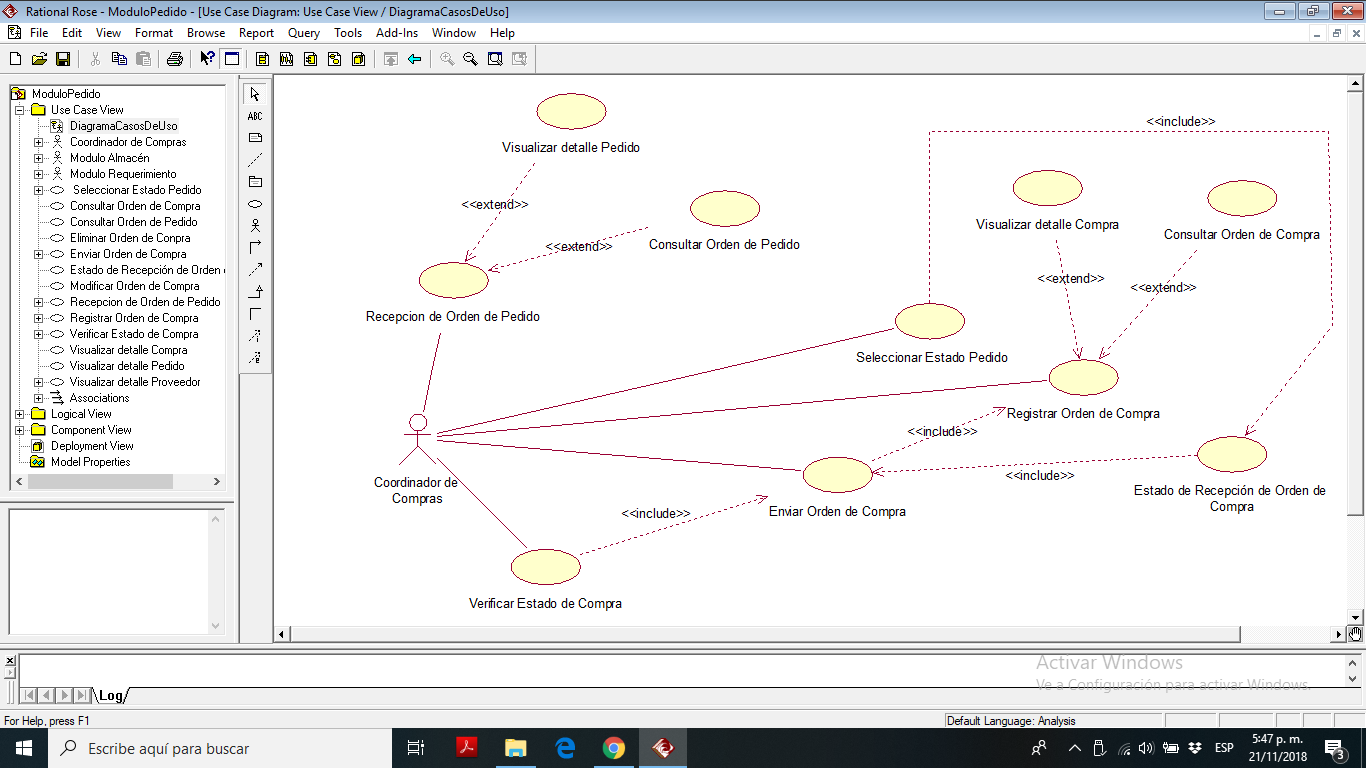 Rational Rose - ModuloPedido - [Use Case Diagram: Use Case View / DiagramaCasosDeUso]
File Edit View Format Browse Report Query Tools Add-Ins Window Help
ModuloPedido
Use Case View
DiagramaCasosDeUso
Coordinador de Compras
Modulo Almacén
Modulo Requerimiento
Seleccionar Estado Pedido
Consultar Orden de Compra
Consultar Orden de Pedido
Eliminar Orden de Conpra
Enviar Orden de Compra
Estado de Recepción de Orden
Modificar Orden de Compra
Recepcion de Orden de Pedido
Registrar Orden de Compra
Verificar Estado de Compra
Visualizar detalle Compra
Visualizar detalle Pedido
Visualizar detalle Proveedor
Associations
Logical View
Component View
Deployment View
Model Properties
ABC
Visualizar detalle Pedido
<<extend>>
Consultar Orden de Pedido
<<extend>>
Recepcion de Orden de Pedido
<<include>>
Visualizar detalle Compra
Consultar Orden de Compra
<<extend>>
<<extend>>
Seleccionar Estado Pedido
Registrar Orden de Compra
<<include>>
Coordinador de
Compras
<<include>>
Estado de Recepción de Orden de
Compra
Enviar Orden de Compra
<<include>>
Verificar Estado de Compra
Log
Activar Windows
Ve a Configuración para activar Windows.
For Help, press F1
Default Language: Analysis
Escribe aquí para buscar
ESP
5:47 p. m.
21/11/2018
3